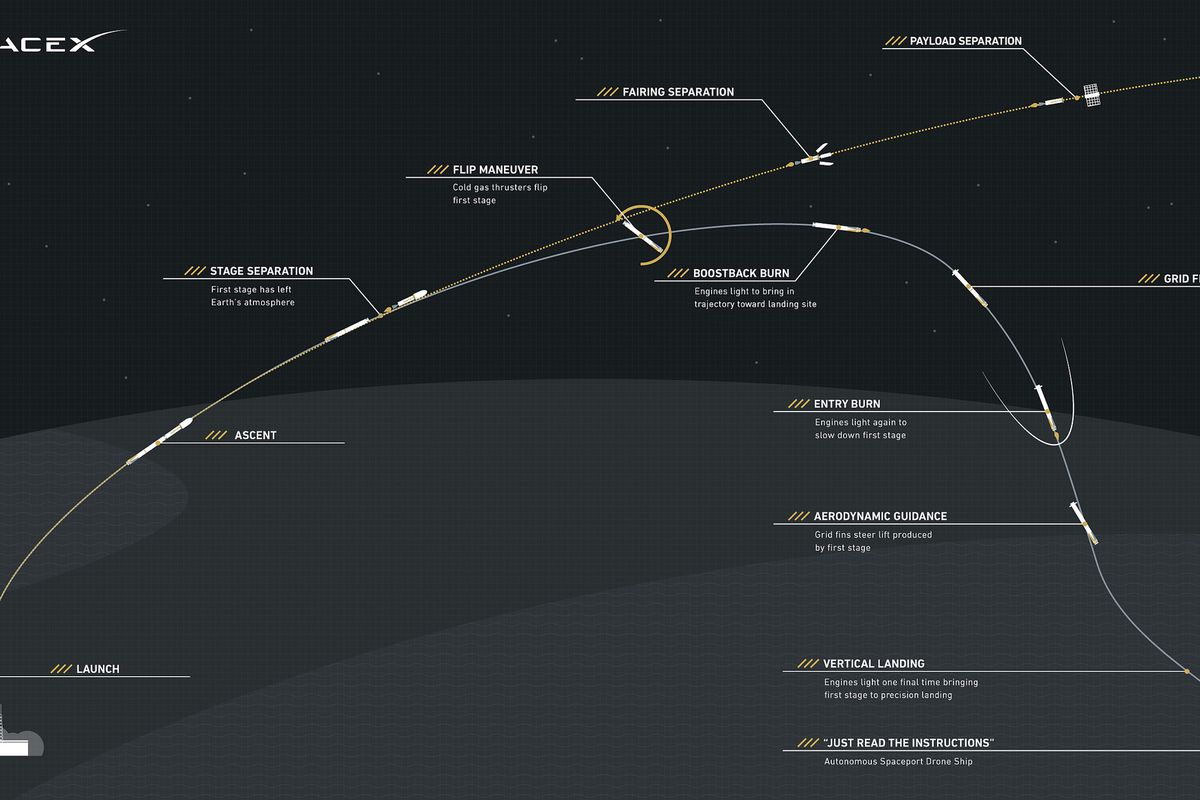 ACEX
PAYLOAD SEPARATION
FAIRING SEPARATION
FLIP MANEUVER
Cold gas thrusters flip
first stage
STAGE SEPARATION
First stage has left
Earth's atmosphere
BOOSTBACK BURN
Engines light to bring in
trajectory toward landing site
GRID F
ENTRY BURN
Engines light again to
slow down first stage
ASCENT
AERODYNAMIC GUIDANCE
Grid fins steer lift produced
by first stage
LAUNCH
VERTICAL LANDING
Engines light one final time bringing
first stage to precision landing
"JUST READ THE INSTRUCTIONS"
Autonomous Spaceport Drone Ship